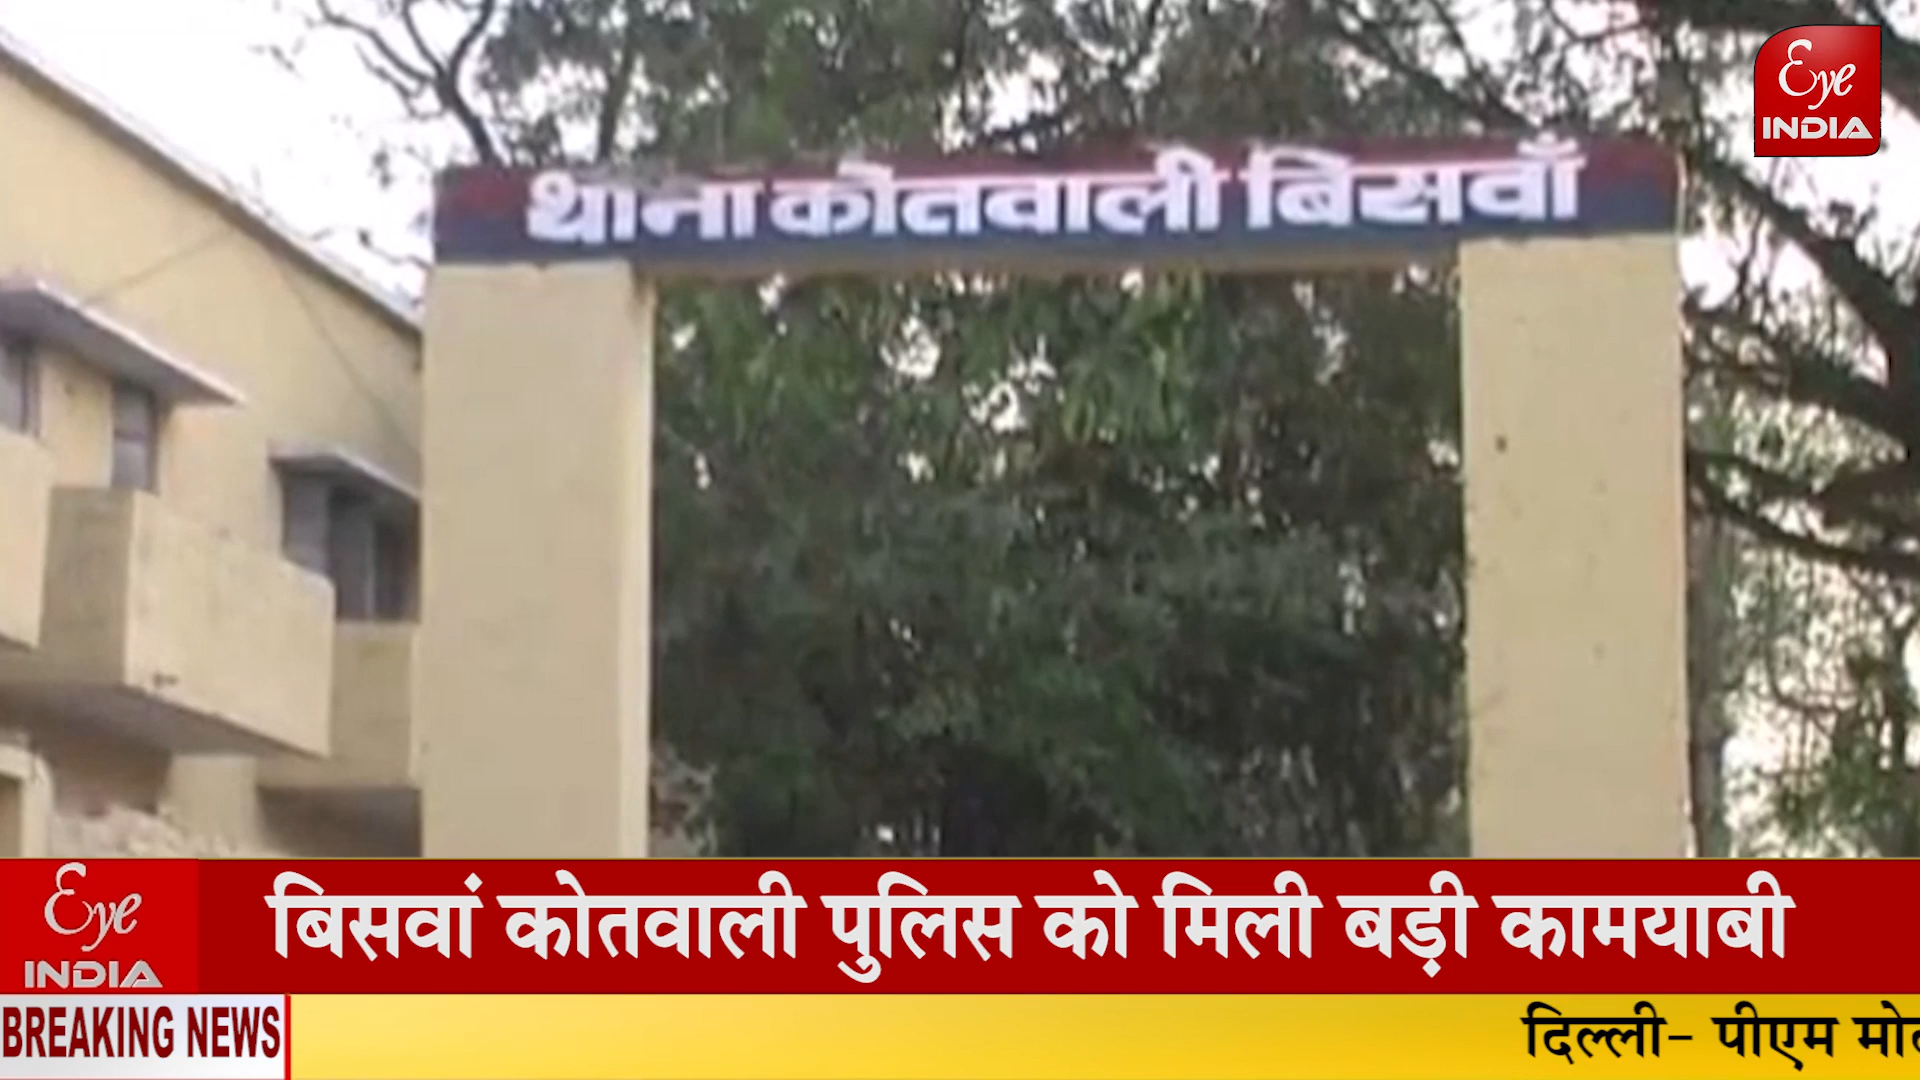 Eye
INDIA
थाना कोतवाली बिसवाँ
Eye
INDIA
बिसवां कोतवाली पुलिस को मिली बड़ी कामयाबी
BREAKING NEWS
दिल्ली- पीएम